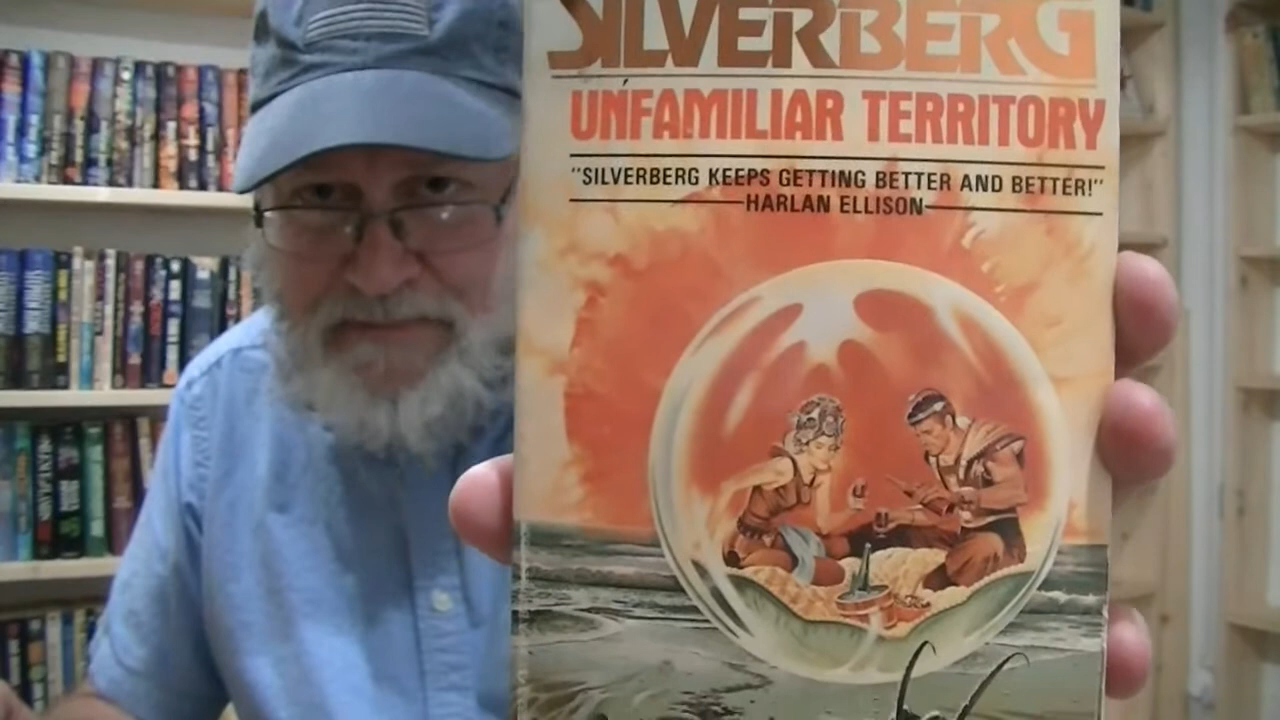 SILVERBERG
UNFAMILIAR TERRITORY
"SILVERBERG KEEPS GETTING BETTER AND BETTER!"
HARLAN ELLISON